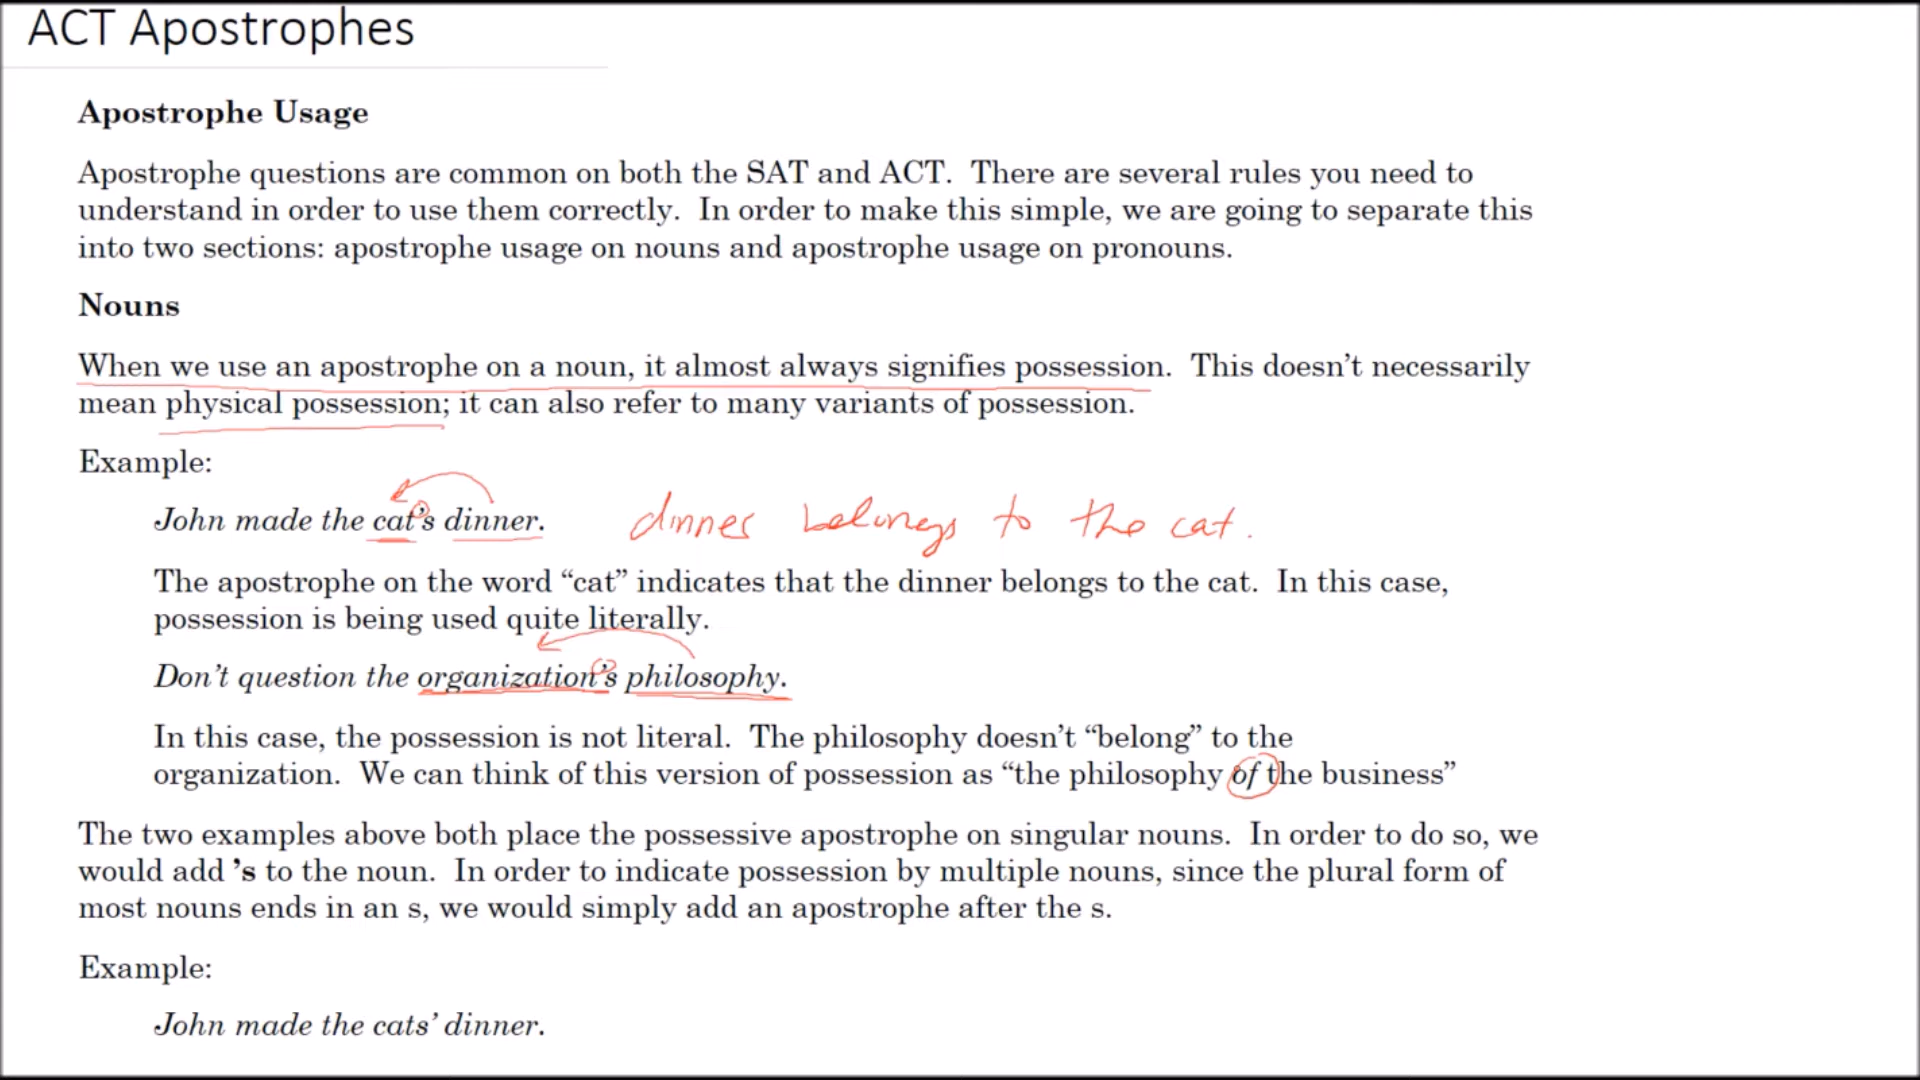 ACT Apostrophes
Apostrophe Usage
Apostrophe questions are common on both the SAT and ACT.  There are several rules you need to
understand in order to use them correctly.  In order to make this simple, we are going to separate this
into two sections: apostrophe usage on nouns and apostrophe usage on pronouns.
Nouns
When we use an apostrophe on a noun, it almost always signifies possession.  This doesn’t necessarily
mean physical possession; it can also refer to many variants of possession.
Example:
John made the cat’s dinner. dinner belongs to the cat.
The apostrophe on the word “cat” indicates that the dinner belongs to the cat.  In this case,
possession is being used quite literally.
Don’t question the organization’s philosophy.
In this case, the possession is not literal.  The philosophy doesn’t “belong” to the
organization.  We can think of this version of possession as “the philosophy of the business”
The two examples above both place the possessive apostrophe on singular nouns.  In order to do so, we
would add ’s to the noun.  In order to indicate possession by multiple nouns, since the plural form of
most nouns ends in an s, we would simply add an apostrophe after the s.
Example:
John made the cats’ dinner.